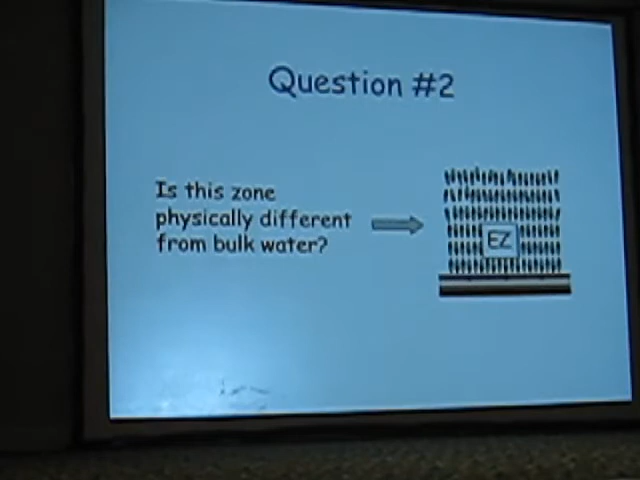 Question #2
Is this zone
physically different
from bulk water?
EZ